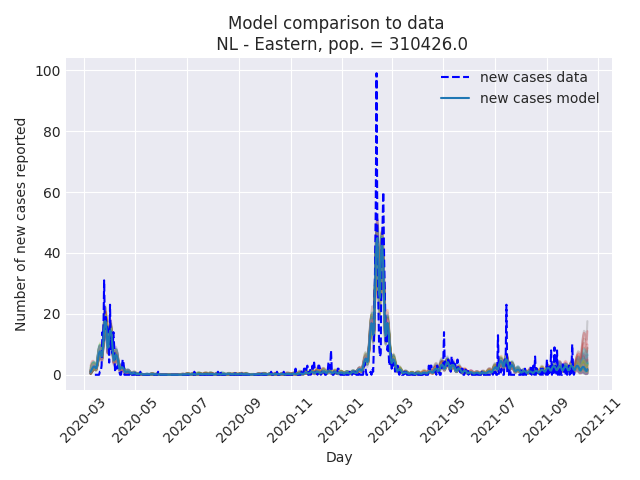 Model comparison to data
NL - Eastern, pop. = 310426.0
new cases data
new cases model
Number of new cases reported
100
80
60
40
20
0
2020-03
2020-05
2020-07
2020-09
2020-11
2021-01
2021-03
2021-05
2021-07
2021-09
2021-11
Day